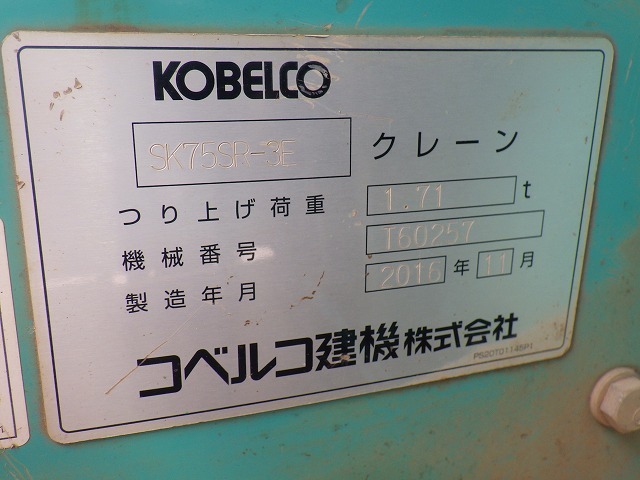 KOBELCO
SK75SR-3E クレーン
つり上げ荷重 1.71 t
機械番号 T60257
製造年月 2016 年 11 月
コベルコ建機株式会社